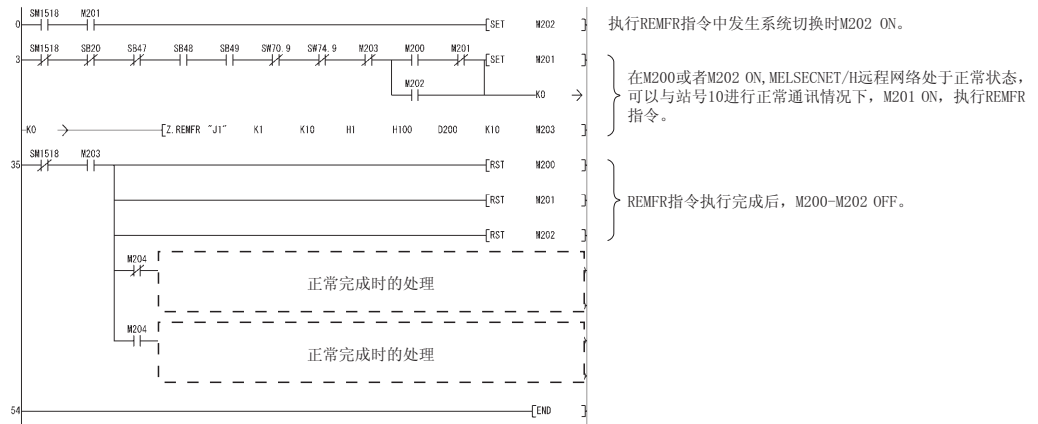 SM1518 M201
0 [SET M202 ] 执行REMFR指令中发生系统切换时M202 ON。
SM1518 SB20 SB47 SB48 SB49 SW70.9 SW74.9 M203 M200 M201
3 [SET M201 ]
M202
K0
在M200或者M202 ON,MELSECNET/H远程网络处于正常状态,
可以与站号10进行正常通讯情况下，M201 ON，执行REMFR
指令。
K0 [Z.REMFR "J1" K1 K10 H1 H100 D200 K10 M203 ]
SM1518 M203
35 [RST M200 ]
[RST M201 ]
REMFR指令执行完成后，M200-M202 OFF。
[RST M202 ]
M204
正常完成时的处理
M204
正常完成时的处理
54 [END ]